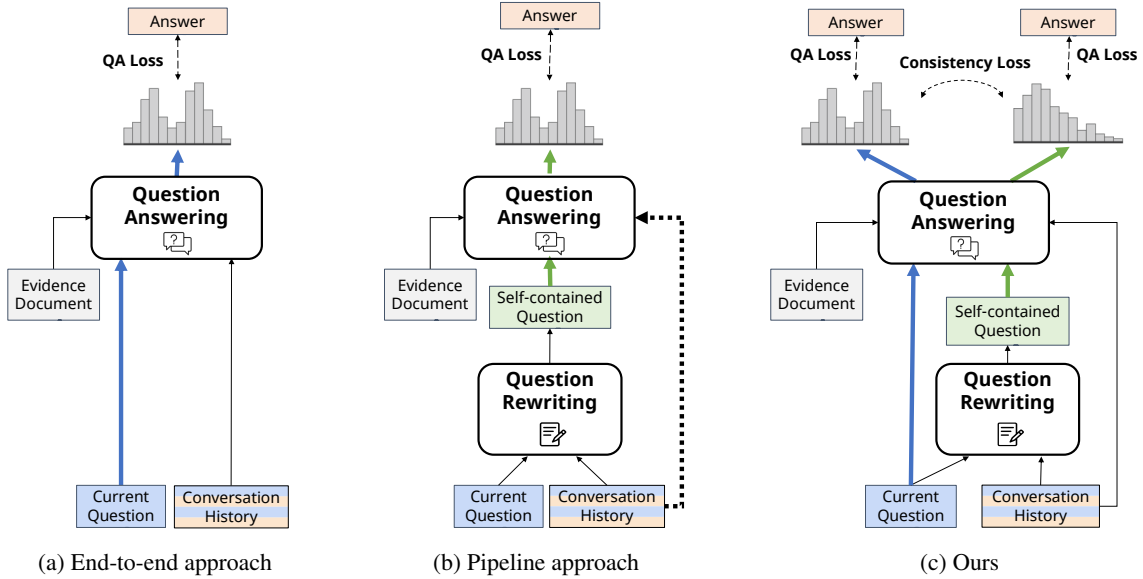 Answer
QA Loss
Question
Answering
?
Evidence
Document
Current
Question
Conversation
History
(a) End-to-end approach
Answer
QA Loss
Question
Answering
?
Evidence
Document
Self-contained
Question
Question
Rewriting
Current
Question
Conversation
History
(b) Pipeline approach
Answer
Answer
QA Loss
Consistency Loss
QA Loss
Question
Answering
?
Evidence
Document
Self-contained
Question
Question
Rewriting
Current
Question
Conversation
History
(c) Ours